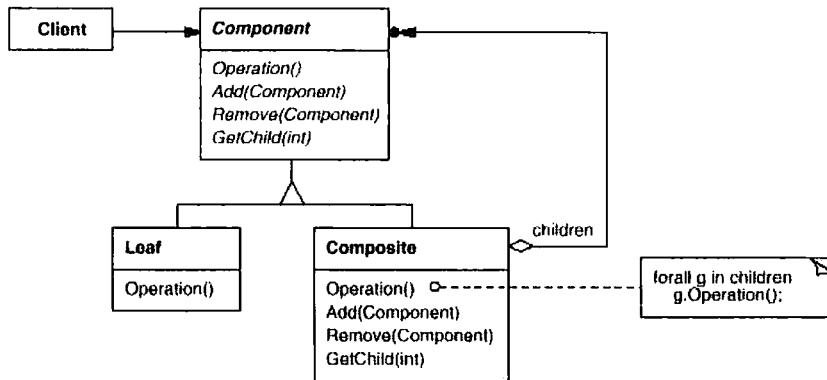 Client
Component
Operation()
Add(Component)
Remove(Component)
GetChild(int)
Leaf
Operation()
Composite
Operation()
Add(Component)
Remove(Component)
GetChild(int)
children
forall g in children
g.Operation();